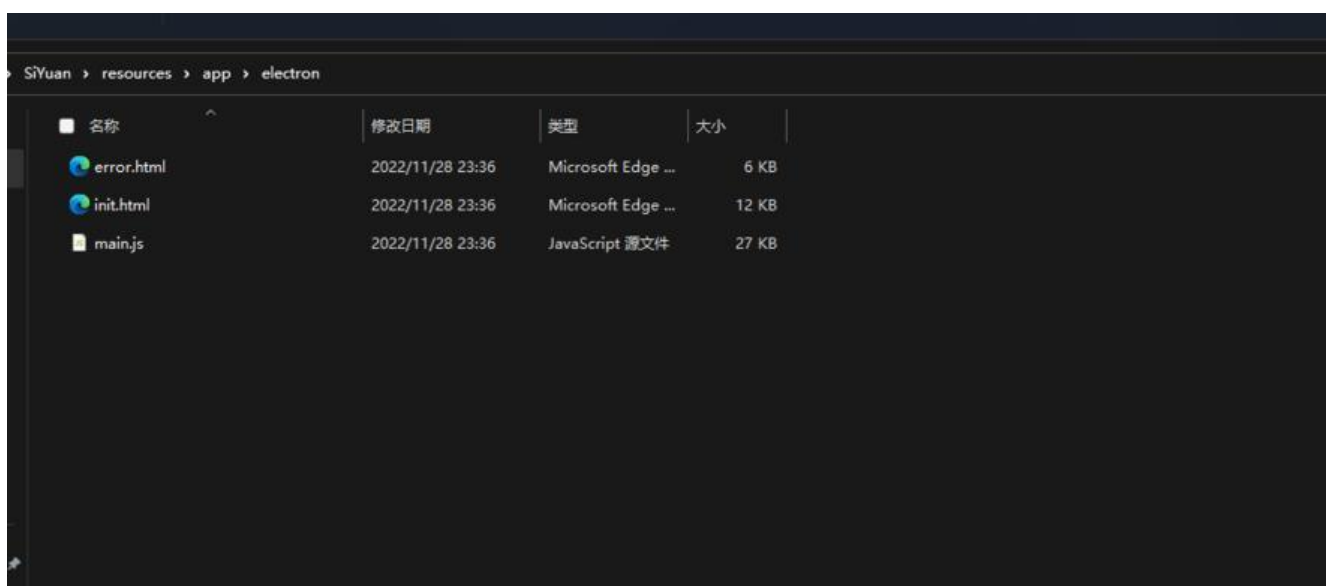 SiYuan › resources › app › electron
名称 修改日期 类型 大小
error.html 2022/11/28 23:36 Microsoft Edge ... 6 KB
init.html 2022/11/28 23:36 Microsoft Edge ... 12 KB
main.js 2022/11/28 23:36 JavaScript 源文件 27 KB